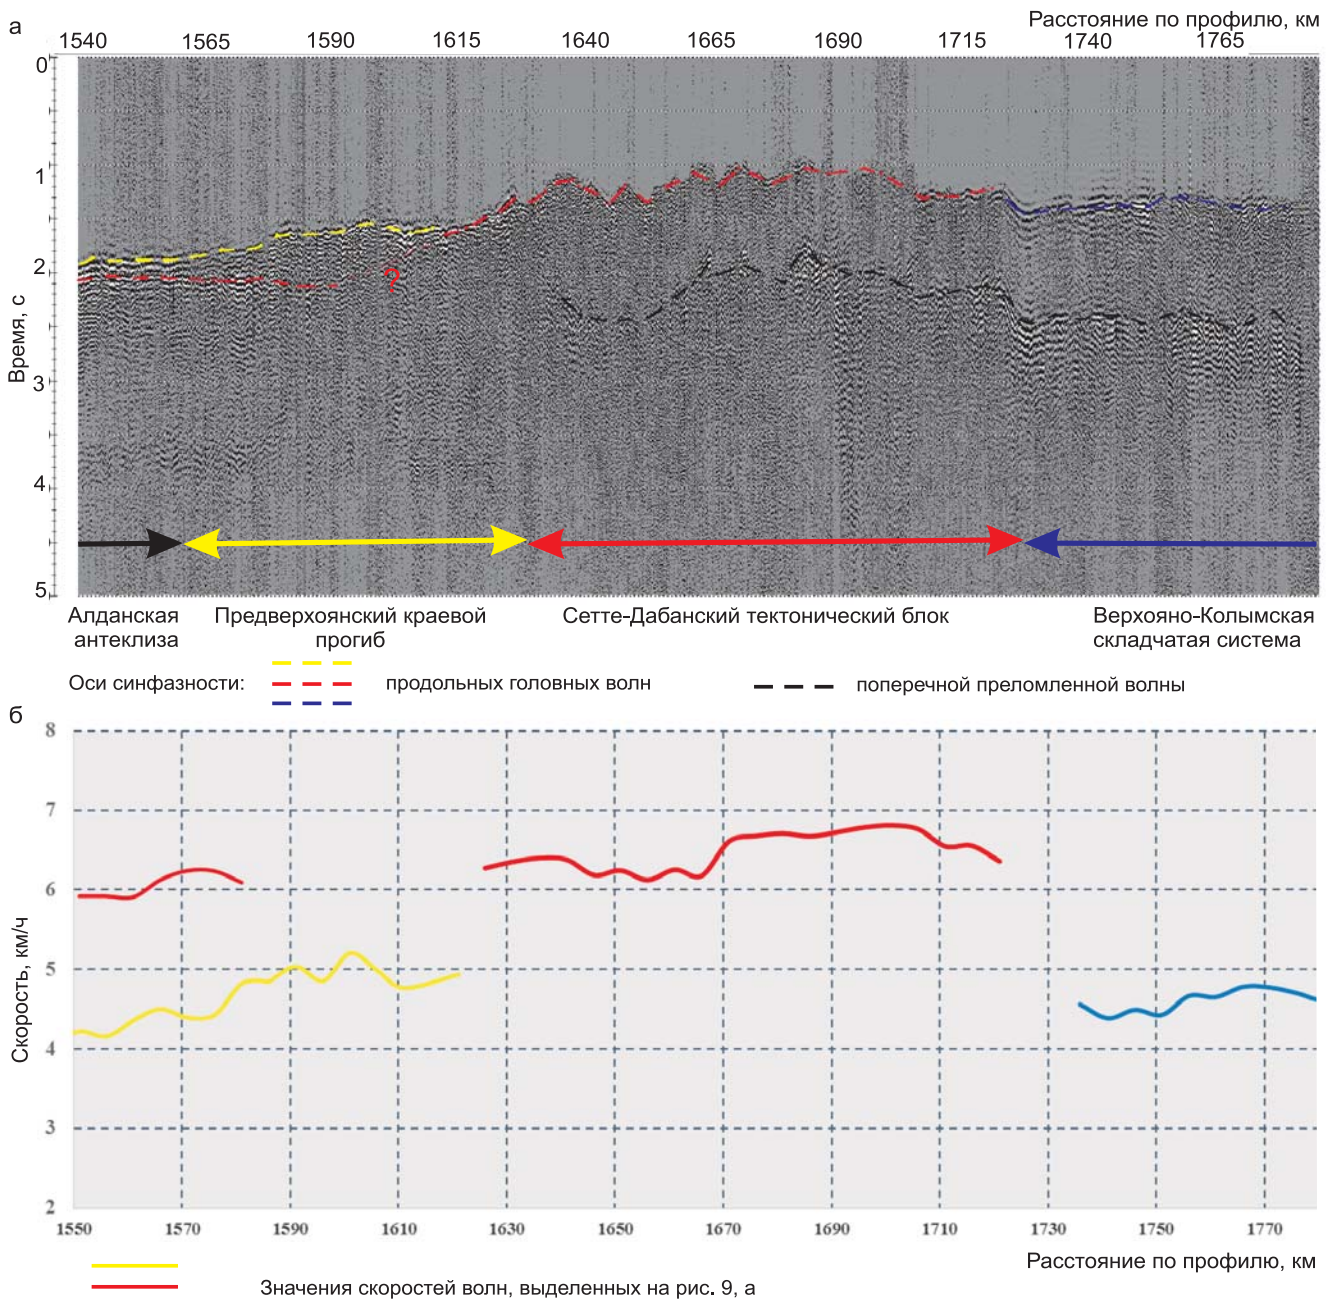 а
Расстояние по профилю, км
1540 1565 1590 1615 1640 1665 1690 1715 1740 1765
0
1
2
3
4
5
Время, с
?
Алданская антеклиза
Предверхоянский краевой прогиб
Сетте-Дабанский тектонический блок
Верхояно-Колымская складчатая система
Оси синфазности:
продольных головных волн
поперечной преломленной волны
б
8
7
6
5
4
3
2
Скорость, км/ч
1550 1570 1590 1610 1630 1650 1670 1690 1710 1730 1750 1770
Расстояние по профилю, км
Значения скоростей волн, выделенных на рис. 9, а